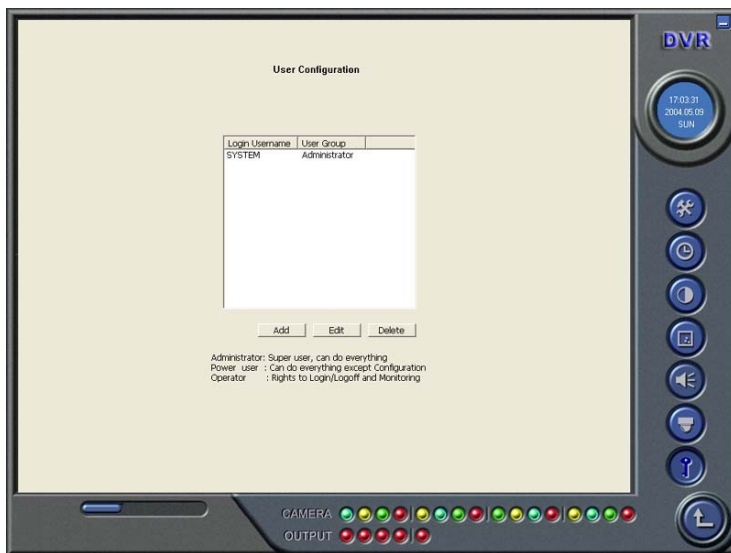 DVR
User Configuration
17:03:31
2004.05.09
SUN
Login Username User Group
SYSTEM Administrator
Add Edit Delete
Administrator: Super user, can do everything
Power user : Can do everything except Configuration
Operator : Rights to Login/Logoff and Monitoring
CAMERA
OUTPUT